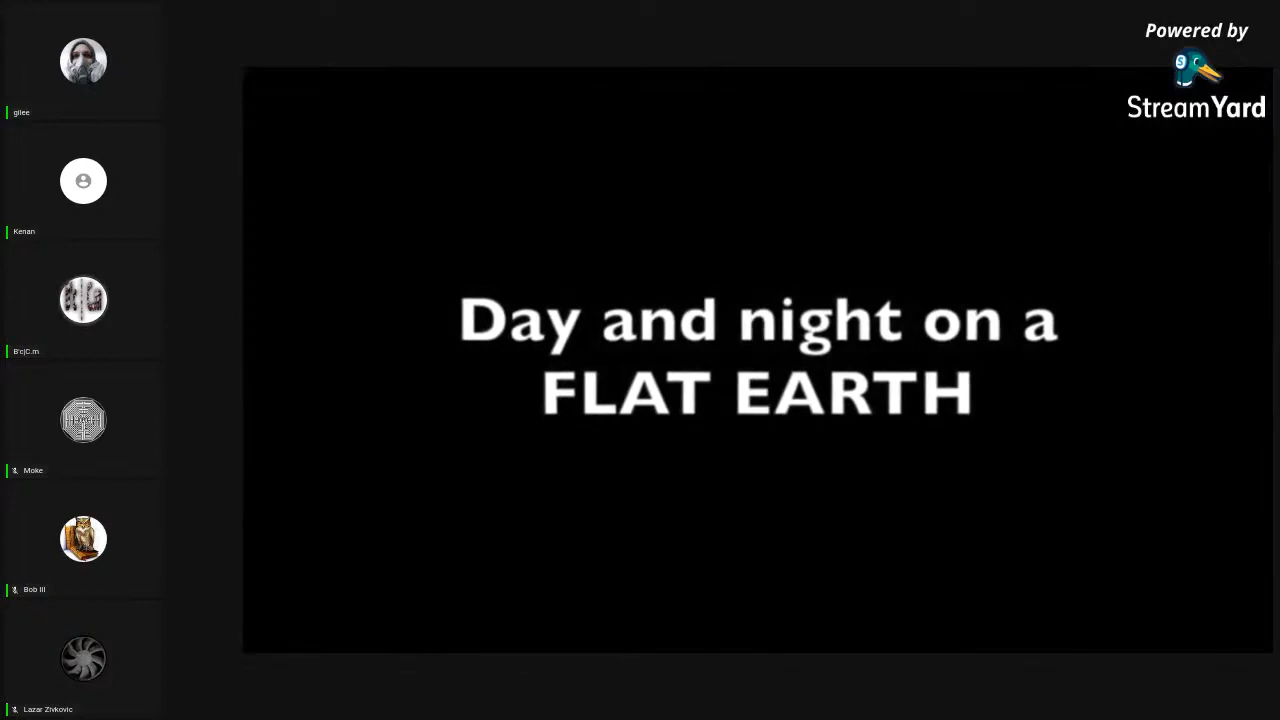 Powered by
StreamYard
gilee
Kenan
Day and night on a
FLAT EARTH
B'c|C.m
Moke
Bob III
Lazar Zivkovic